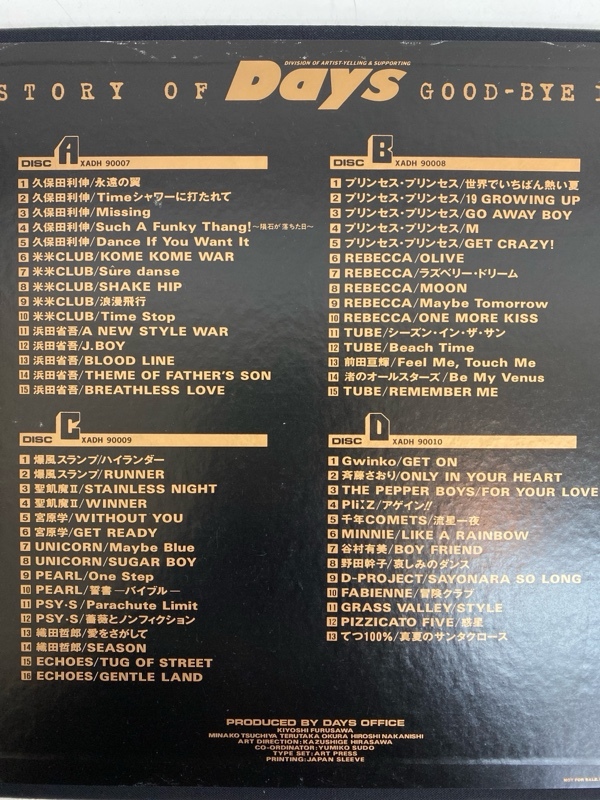 DIVISION OF ARTIST-YELLING & SUPPORTING
STORY OF Days GOOD-BYE
DISC A XADH 90007
1 久保田利伸/永遠の翼
2 久保田利伸/Timeシャワーに打たれて
3 久保田利伸/Missing
4 久保田利伸/Such A Funky Thang!~隕石が落ちた日~
5 久保田利伸/Dance If You Want It
6 米米CLUB/KOME KOME WAR
7 米米CLUB/Sûre danse
8 米米CLUB/SHAKE HIP
9 米米CLUB/浪漫飛行
10 米米CLUB/Time Stop
11 浜田省吾/A NEW STYLE WAR
12 浜田省吾/J.BOY
13 浜田省吾/BLOOD LINE
14 浜田省吾/THEME OF FATHER'S SON
15 浜田省吾/BREATHLESS LOVE
DISC B XADH 90008
1 プリンセス・プリンセス/世界でいちばん熱い夏
2 プリンセス・プリンセス/19 GROWING UP
3 プリンセス・プリンセス/GO AWAY BOY
4 プリンセス・プリンセス/M
5 プリンセス・プリンセス/GET CRAZY!
6 REBECCA/OLIVE
7 REBECCA/ラズベリー・ドリーム
8 REBECCA/MOON
9 REBECCA/Maybe Tomorrow
10 REBECCA/ONE MORE KISS
11 TUBE/シーズン・イン・ザ・サン
12 TUBE/Beach Time
13 前田亘輝/Feel Me, Touch Me
14 渚のオールスターズ/Be My Venus
15 TUBE/REMEMBER ME
DISC C XADH 90009
1 爆風スランプ/ハイランダー
2 爆風スランプ/RUNNER
3 聖飢魔II/STAINLESS NIGHT
4 聖飢魔II/WINNER
5 宮原学/WITHOUT YOU
6 宮原学/GET READY
7 UNICORN/Maybe Blue
8 UNICORN/SUGAR BOY
9 PEARL/One Step
10 PEARL/誓書—バイブル—
11 PSY・S/Parachute Limit
12 PSY・S/薔薇とノンフィクション
13 織田哲郎/愛をさがして
14 織田哲郎/SEASON
15 ECHOES/TUG OF STREET
16 ECHOES/GENTLE LAND
DISC D XADH 90010
1 Gwinko/GET ON
2 斉藤さおり/ONLY IN YOUR HEART
3 THE PEPPER BOYS/FOR YOUR LOVE
4 PliZ/アゲイン!!
5 千年COMETS/流星一夜
6 MINNIE/LIKE A RAINBOW
7 谷村有美/BOY FRIEND
8 野田幹子/哀しみのダンス
9 D-PROJECT/SAYONARA SO LONG
10 FABIENNE/冒険クラブ
11 GRASS VALLEY/STYLE
12 PIZZICATO FIVE/惑星
13 てつ100%/真夏のサンタクロース
PRODUCED BY DAYS OFFICE
KIYOSHI FURUSAWA
MINAKO TSUCHIYA TERUTAKA OKURA HIROSHI NAKANISHI
ART DIRECTION:KAZUSHIGE HIRASAWA
CO-ORDINATOR:YUMIKO SUDO
TYPE SET:ART PRESS
PRINTING:JAPAN SLEEVE
NOT FOR SALE